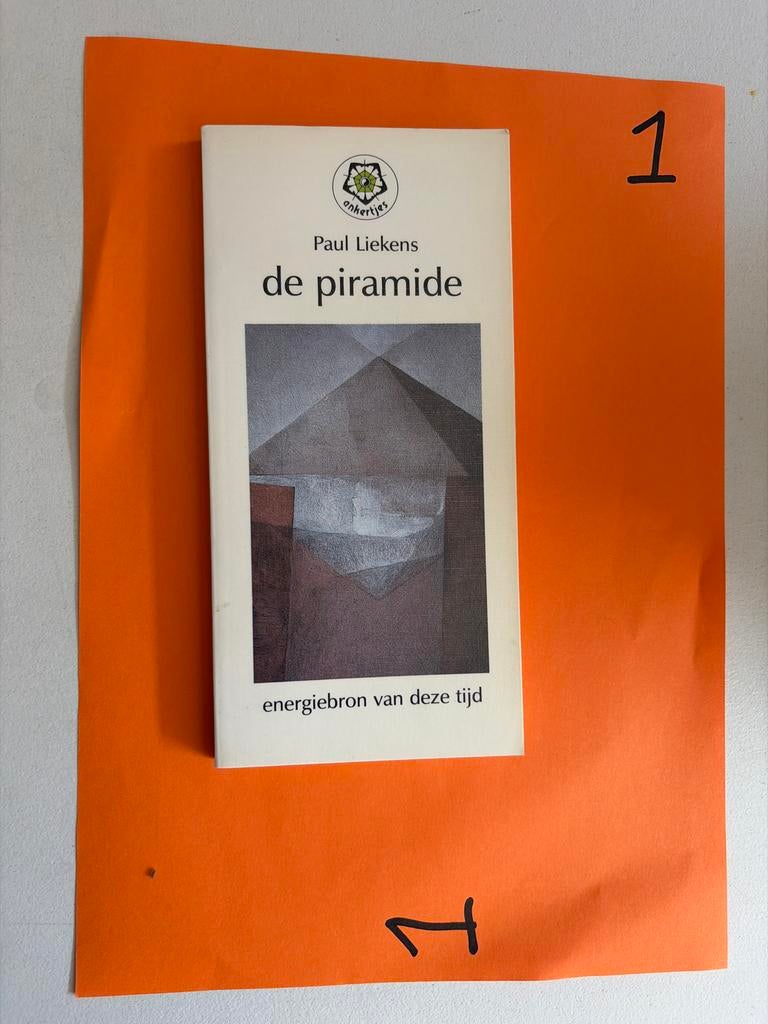 1
ankertjes
Paul Liekens
de piramide
energiebron van deze tijd
1